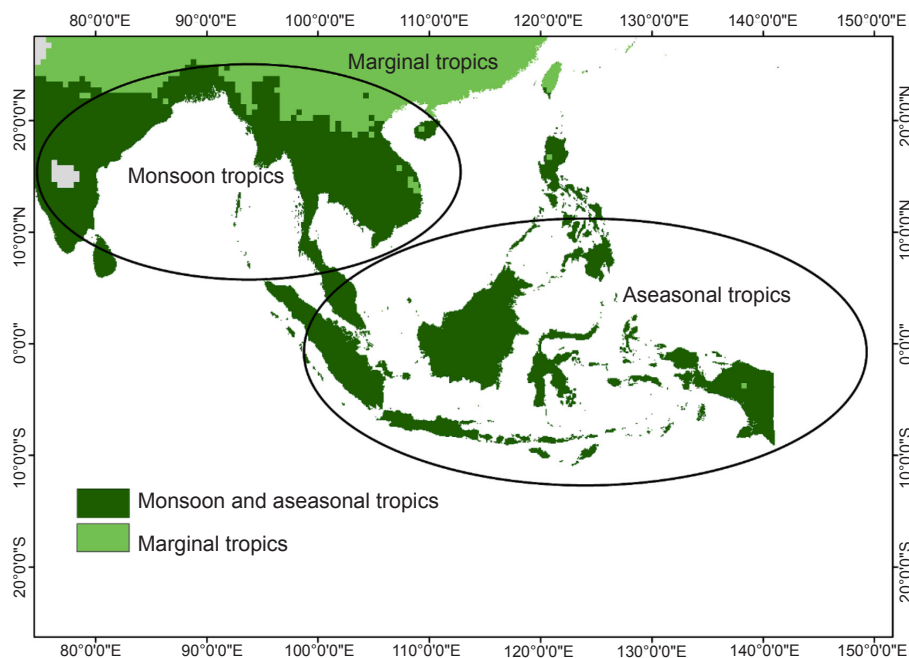 80°0'0"E 90°0'0"E 100°0'0"E 110°0'0"E 120°0'0"E 130°0'0"E 140°0'0"E 150°0'0"E
Marginal tropics
20°0'0"N 20°0'0"N
Monsoon tropics
10°0'0"N 10°0'0"N
Aseasonal tropics
0°0'0" 0°0'0"
10°0'0"S 10°0'0"S
Monsoon and aseasonal tropics
Marginal tropics
20°0'0"S 20°0'0"S
80°0'0"E 90°0'0"E 100°0'0"E 110°0'0"E 120°0'0"E 130°0'0"E 140°0'0"E 150°0'0"E